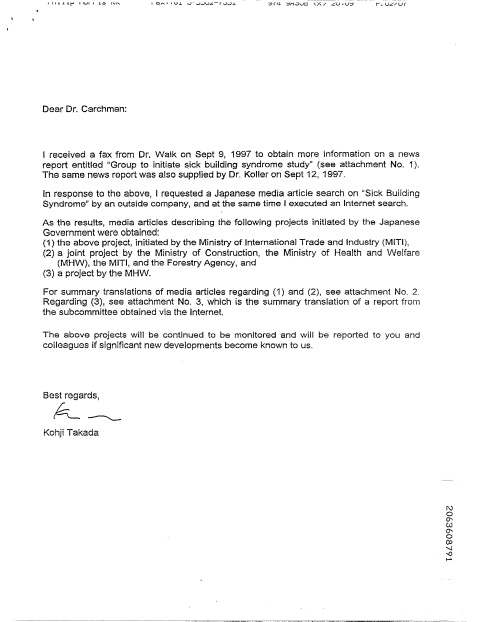 Dear Dr. Carchman:
I received a fax from Dr. Walk on Sept 9, 1997 to obtain more information on a news
report entitled "Group to initiate sick building syndrome study" (see attachment No. 1).
The same news report was also supplied by Dr. Koller on Sept 12, 1997.
In response to the above, I requested a Japanese media article search on "Sick Building
Syndrome" by an outside company, and at the same time I executed an Internet search.
As the results, media articles describing the following projects initiated by the Japanese
Government were obtained:
(1) the above project, initiated by the Ministry of International Trade and Industry (MITI),
(2) a joint project by the Ministry of Construction, the Ministry of Health and Welfare
(MHW), the MITI, and the Forestry Agency, and
(3) a project by the MHW.
For summary translations of media articles regarding (1) and (2), see attachment No. 2.
Regarding (3), see attachment No. 3, which is the summary translation of a report from
the subcommittee obtained via the Internet.
The above projects will be continued to be monitored and will be reported to you and
colleagues if significant new developments become known to us.
Best regards,
Kohji Takada
2063608791